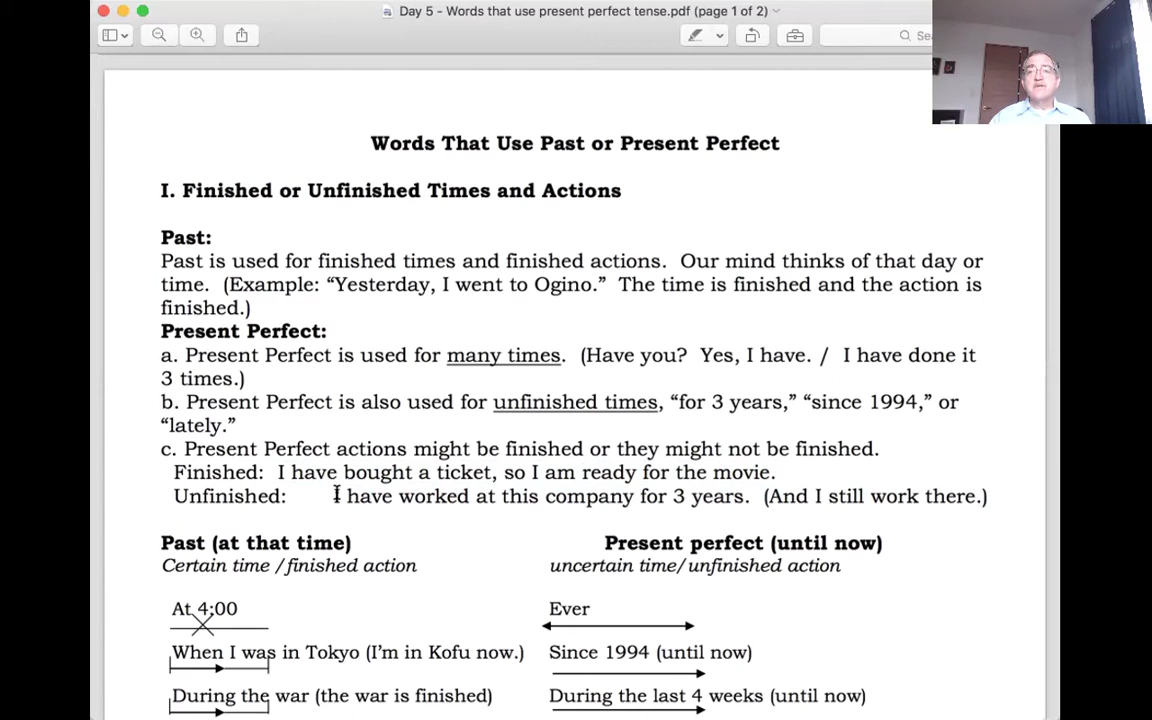 Day 5 - Words that use present perfect tense.pdf (page 1 of 2)
Words That Use Past or Present Perfect
I. Finished or Unfinished Times and Actions
Past:
Past is used for finished times and finished actions. Our mind thinks of that day or
time. (Example: “Yesterday, I went to Ogino.” The time is finished and the action is
finished.)
Present Perfect:
a. Present Perfect is used for many times. (Have you? Yes, I have. / I have done it
3 times.)
b. Present Perfect is also used for unfinished times, “for 3 years,” “since 1994,” or
“lately.”
c. Present Perfect actions might be finished or they might not be finished.
Finished: I have bought a ticket, so I am ready for the movie.
Unfinished: I have worked at this company for 3 years. (And I still work there.)
Past (at that time) Present perfect (until now)
Certain time /finished action uncertain time/unfinished action
At 4:00 Ever
When I was in Tokyo (I’m in Kofu now.) Since 1994 (until now)
During the war (the war is finished) During the last 4 weeks (until now)